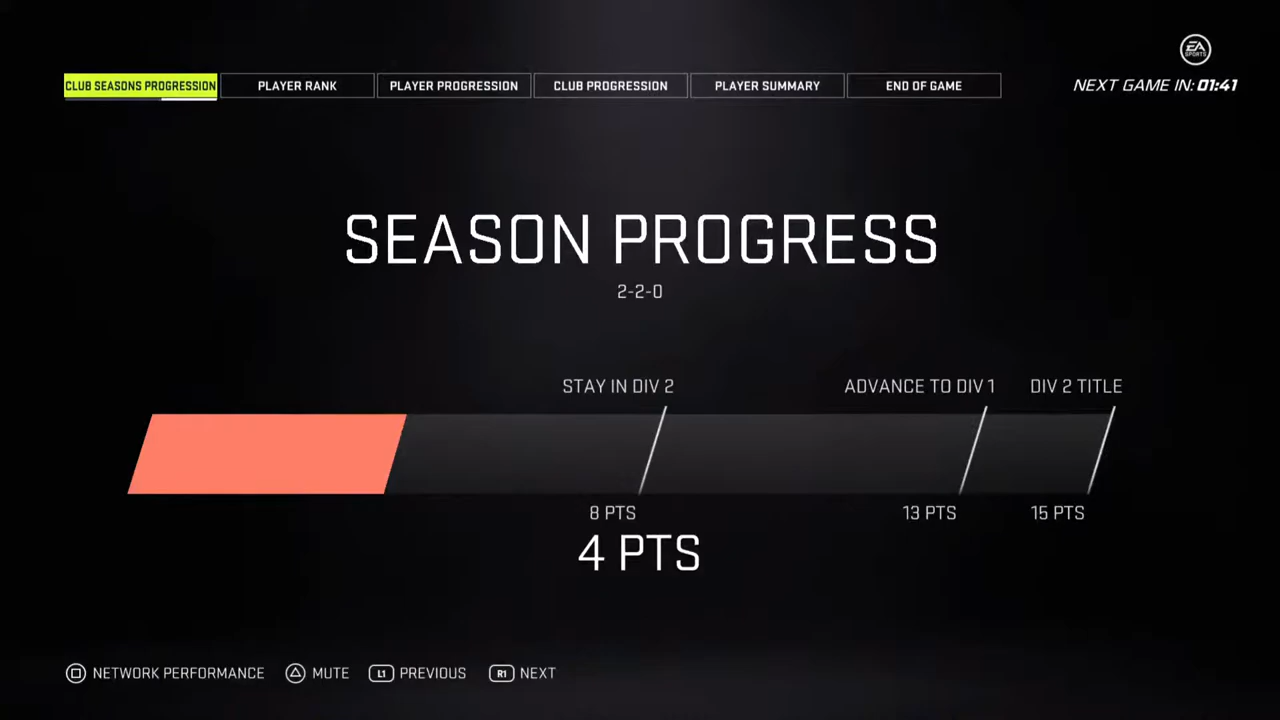 EA
SPORTS
CLUB SEASONS PROGRESSION
PLAYER RANK
PLAYER PROGRESSION
CLUB PROGRESSION
PLAYER SUMMARY
END OF GAME
NEXT GAME IN: 01:41
SEASON PROGRESS
2-2-0
STAY IN DIV 2
ADVANCE TO DIV 1
DIV 2 TITLE
8 PTS
13 PTS
15 PTS
4 PTS
NETWORK PERFORMANCE
MUTE
L1 PREVIOUS
R1 NEXT